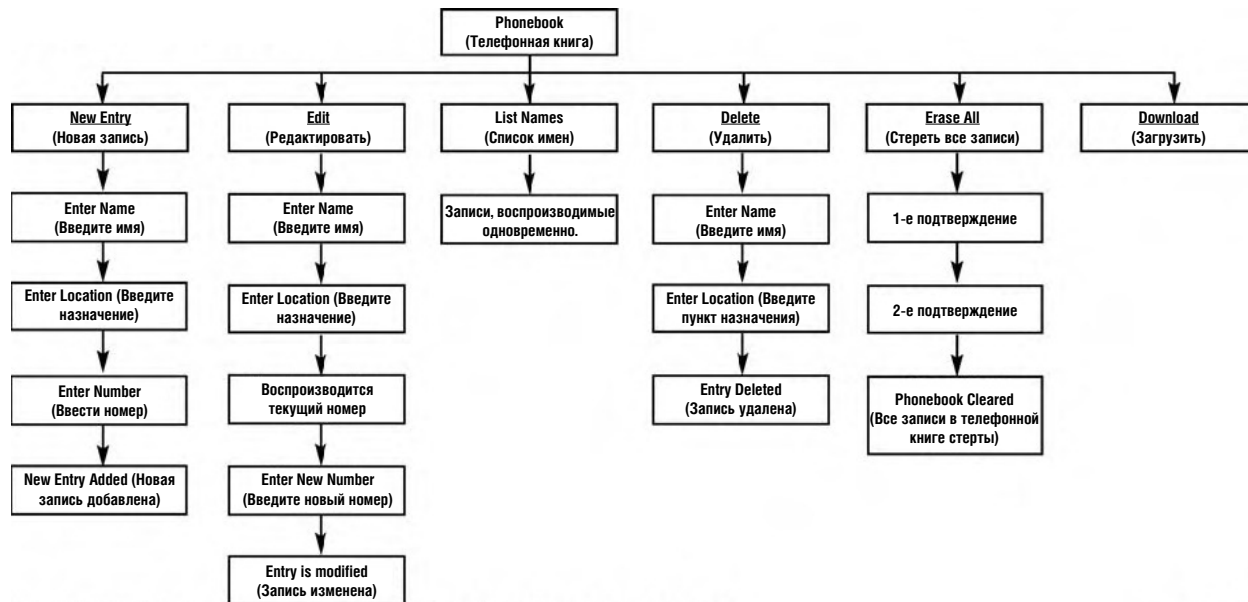 Phonebook
(Телефонная книга)
New Entry
(Новая запись)
Edit
(Редактировать)
List Names
(Список имен)
Delete
(Удалить)
Erase All
(Стереть все записи)
Download
(Загрузить)
Enter Name
(Введите имя)
Enter Name
(Введите имя)
Записи, воспроизводимые
одновременно.
Enter Name
(Введите имя)
1-е подтверждение
Enter Location (Введите
назначение)
Enter Location (Введите
назначение)
Enter Location (Введите
пункт назначения)
2-е подтверждение
Enter Number
(Ввести номер)
Воспроизводится
текущий номер
Entry Deleted
(Запись удалена)
Phonebook Cleared
(Все записи в телефонной
книге стерты)
New Entry Added (Новая
запись добавлена)
Enter New Number
(Введите новый номер)
Entry is modified
(Запись изменена)